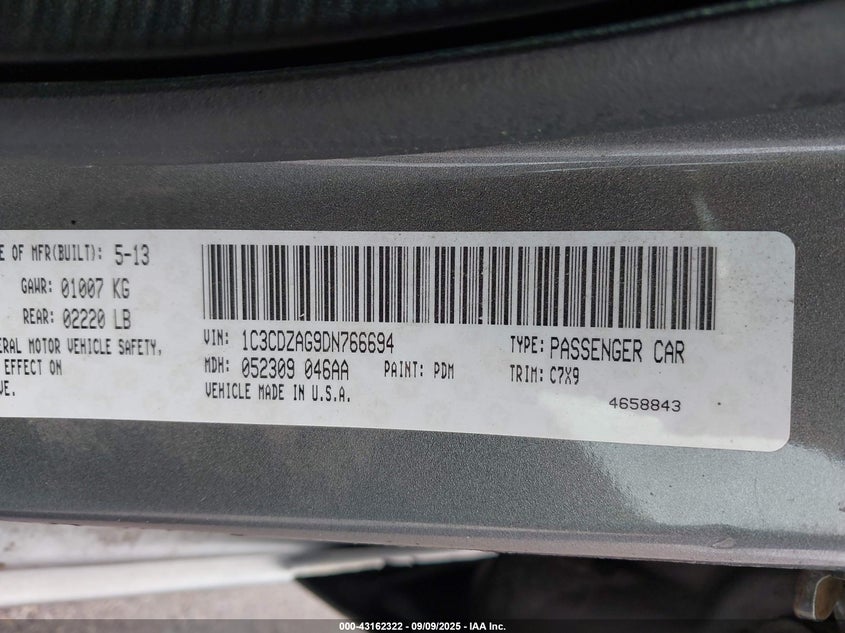 E OF MFR(BUILT): 5-13
GAWR: 01007 KG
REAR: 02220 LB
ERAL MOTOR VEHICLE SAFETY,
EFFECT ON
VE.
VIN: 1C3CDZAG9DN766694
TYPE: PASSENGER CAR
MDH: 052309 046AA
PAINT: PDM
TRIM: C7X9
VEHICLE MADE IN U.S.A.
4658843
000-43162322 | 09/09/2025 - IAA Inc.